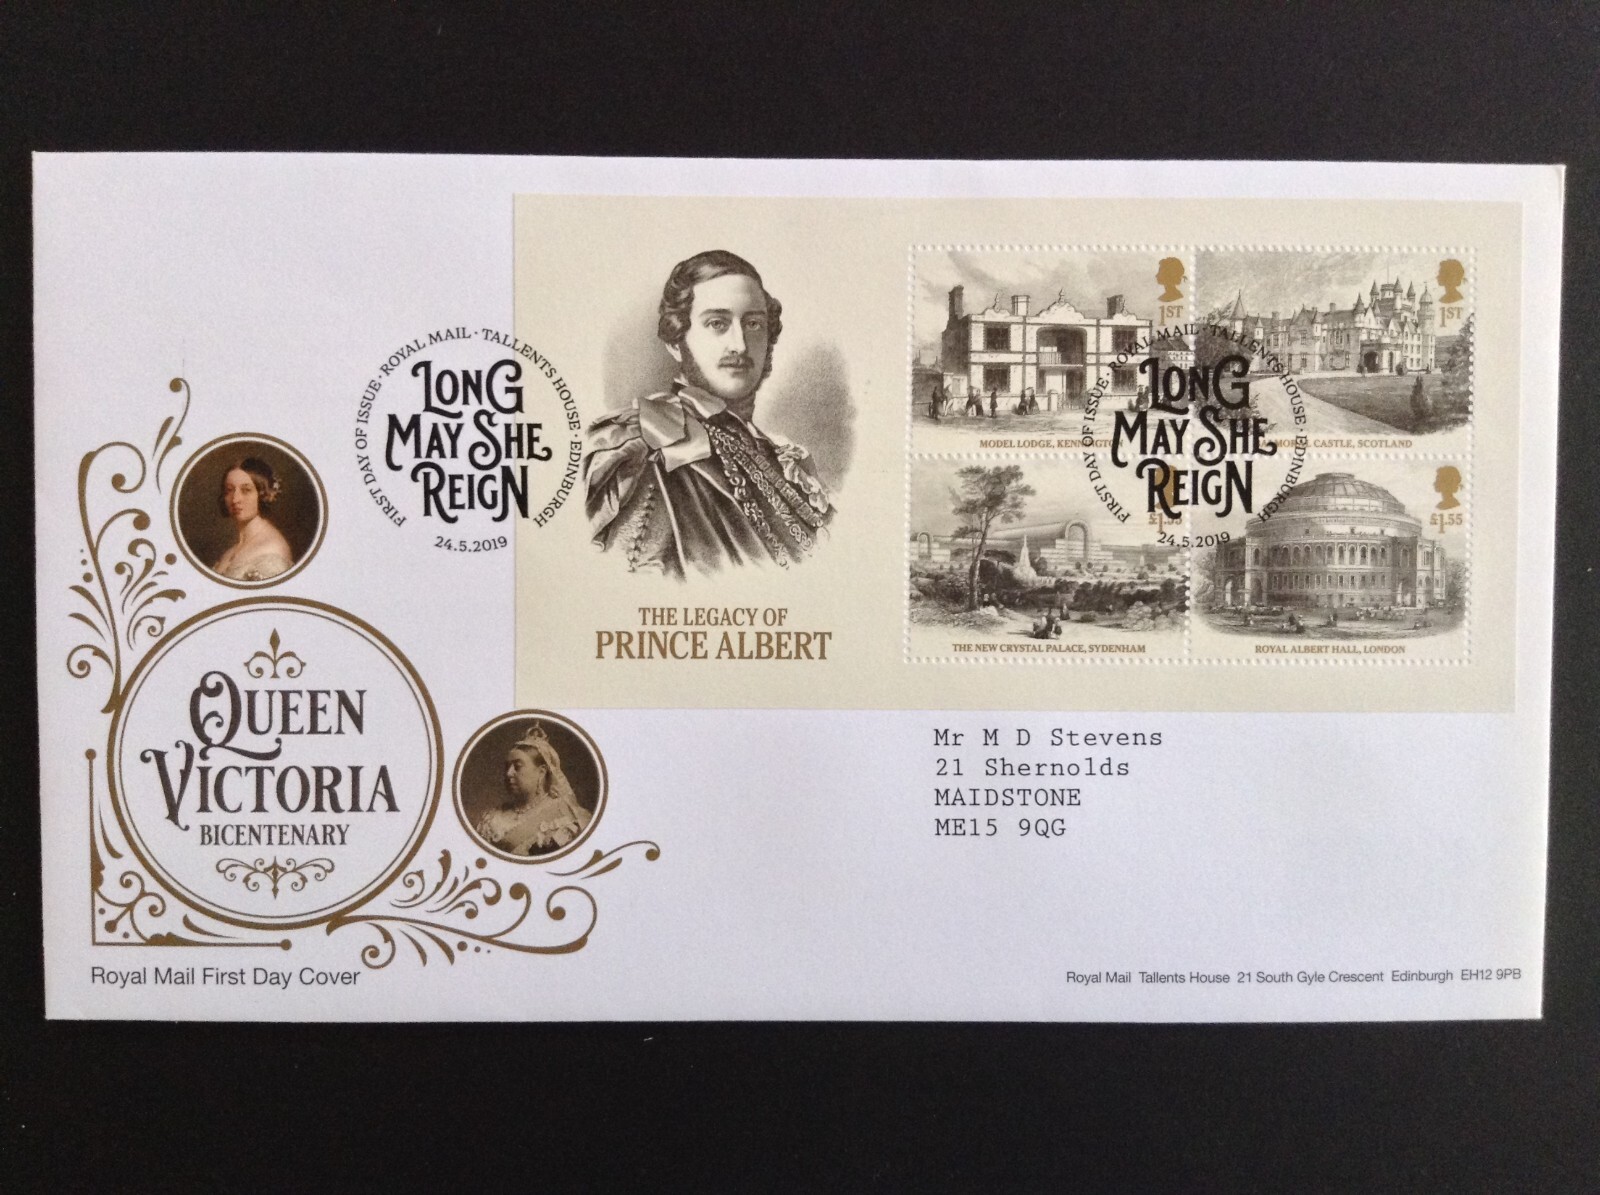 FIRST DAY OF ISSUE · ROYAL MAIL · TALLENTS HOUSE · EDINBURGH
LONG
MAY SHE
REIGN
24.5.2019
THE LEGACY OF
PRINCE ALBERT
1ST
MODEL LODGE, KENNINGTON
1ST
BALMORAL CASTLE, SCOTLAND
FIRST DAY OF ISSUE · ROYAL MAIL · TALLENTS HOUSE · EDINBURGH
LONG
MAY SHE
REIGN
24.5.2019
£1.55
THE NEW CRYSTAL PALACE, SYDENHAM
£1.55
ROYAL ALBERT HALL, LONDON
QUEEN
VICTORIA
BICENTENARY
Mr M D Stevens
21 Shernolds
MAIDSTONE
ME15 9QG
Royal Mail First Day Cover
Royal Mail Tallents House 21 South Gyle Crescent Edinburgh EH12 9PB